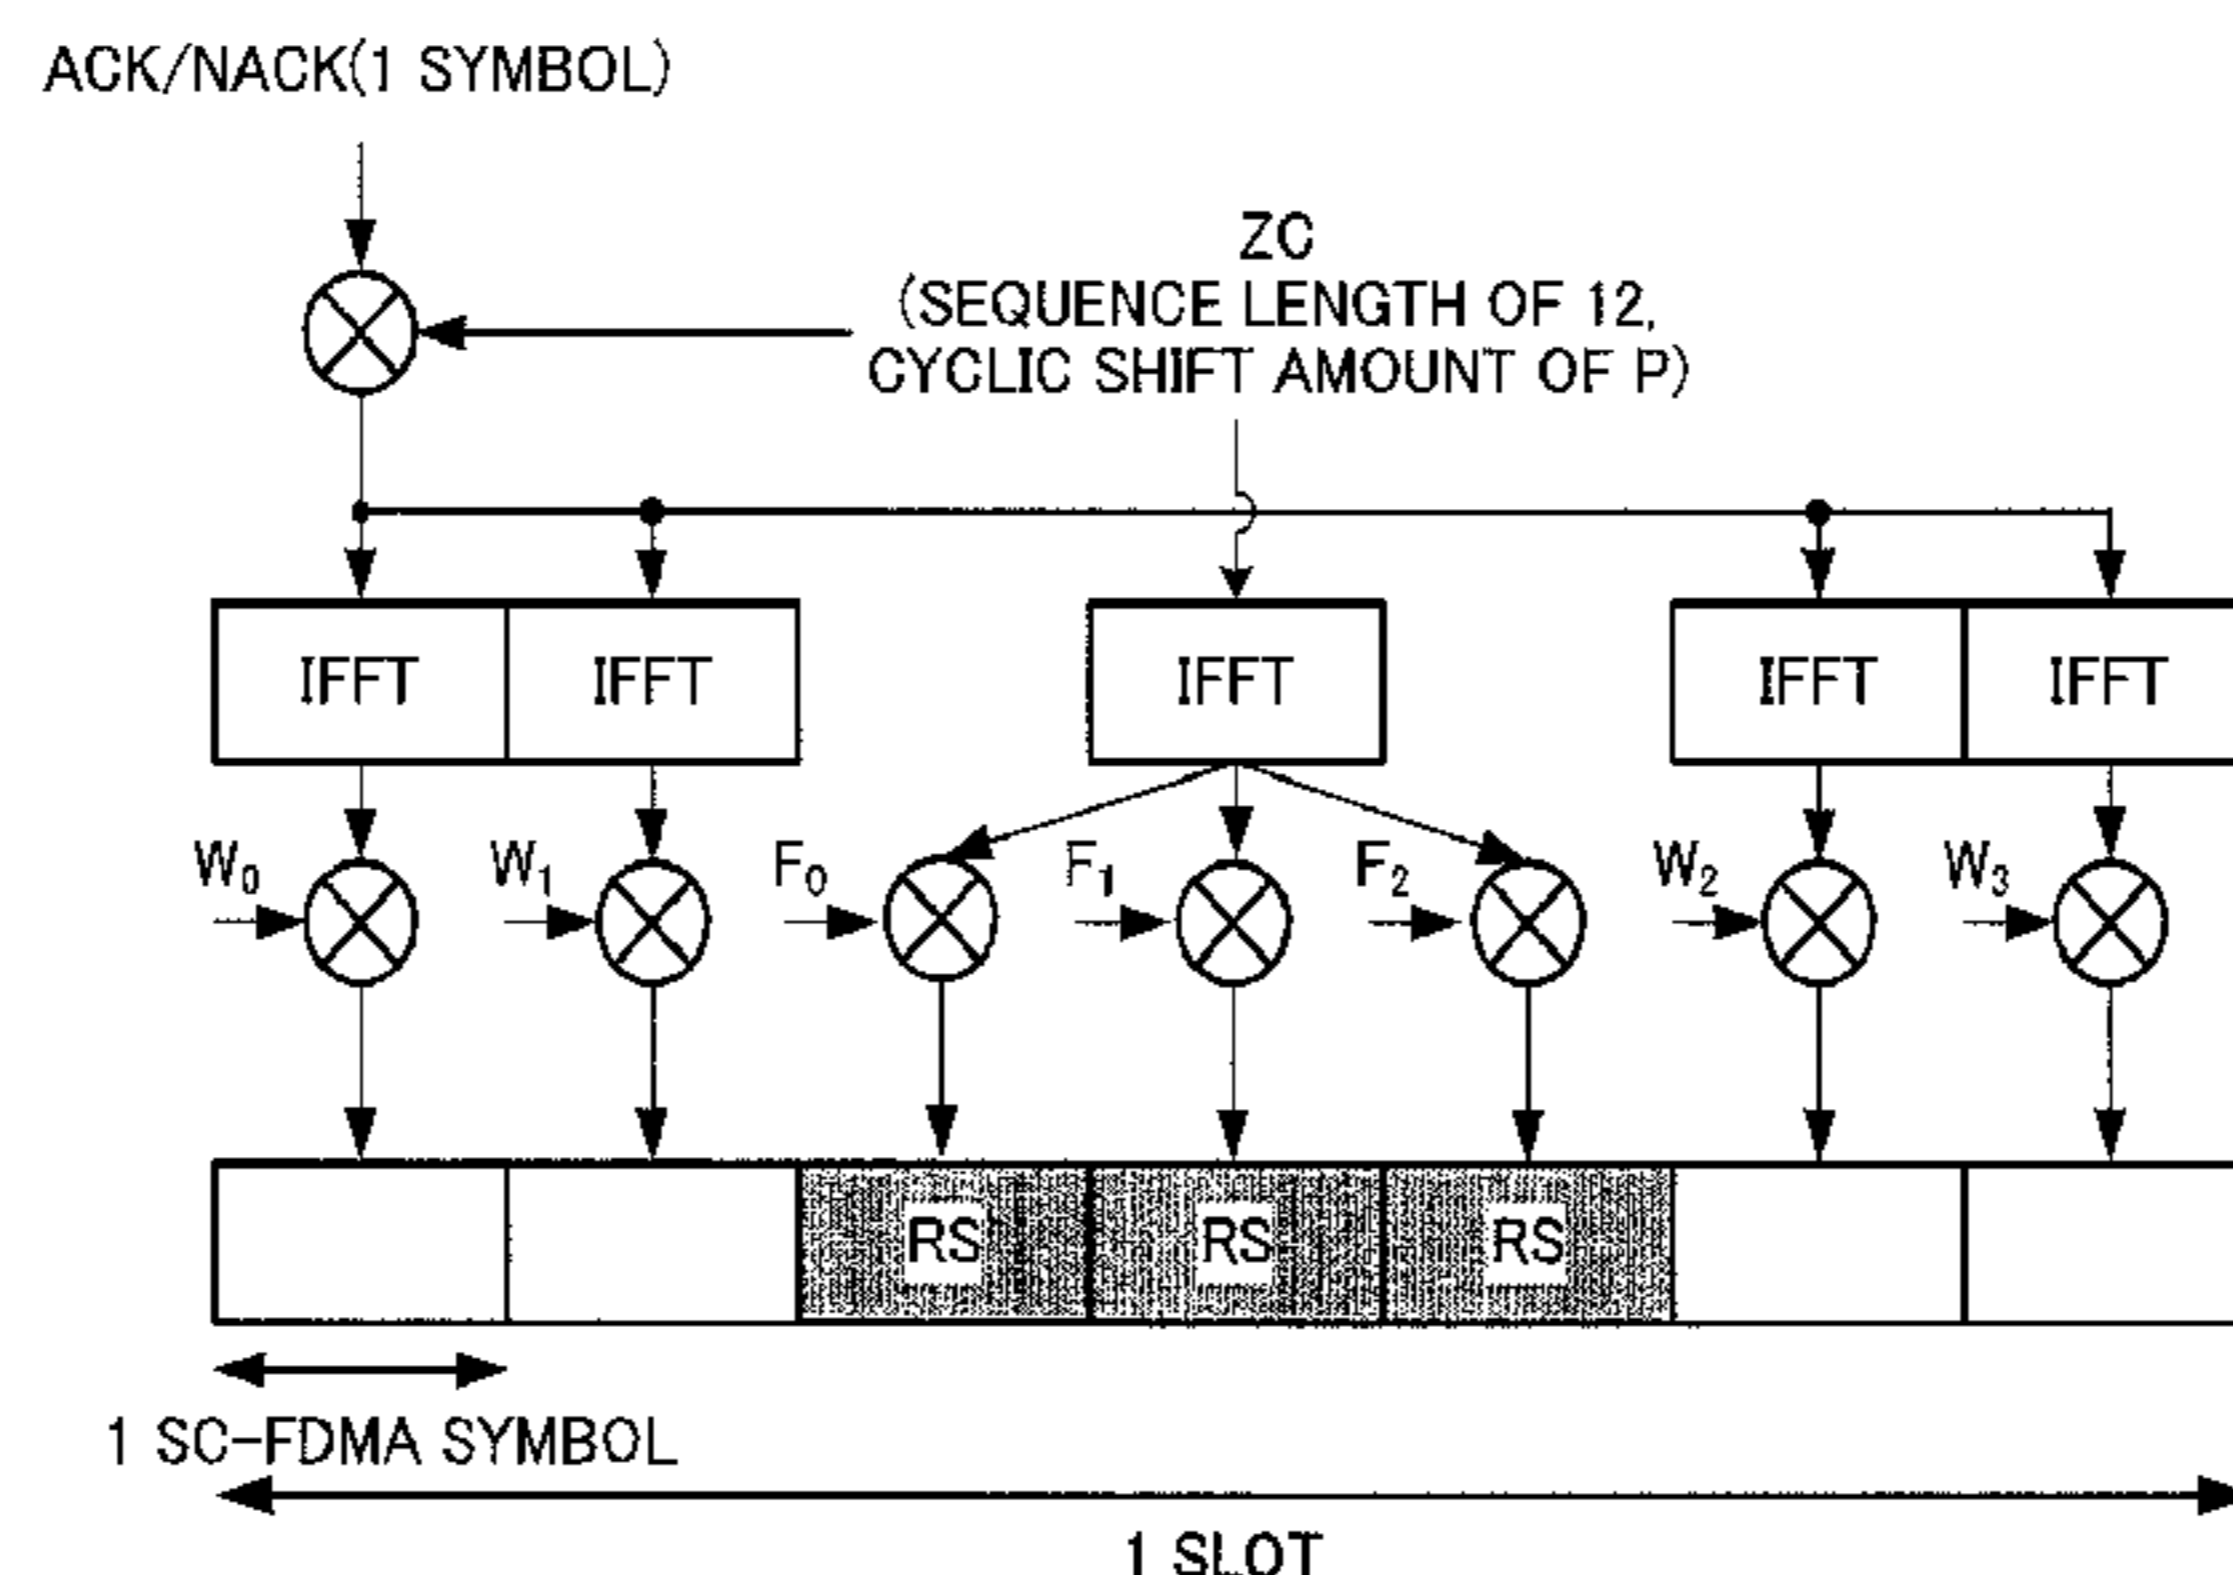 ACK/NACK(1 SYMBOL)
ZC
(SEQUENCE LENGTH OF 12,
CYCLIC SHIFT AMOUNT OF P)
IFFT IFFT IFFT IFFT IFFT
W₀ W₁ F₀ F₁ F₂ W₂ W₃
RS RS RS
1 SC-FDMA SYMBOL
1 SLOT